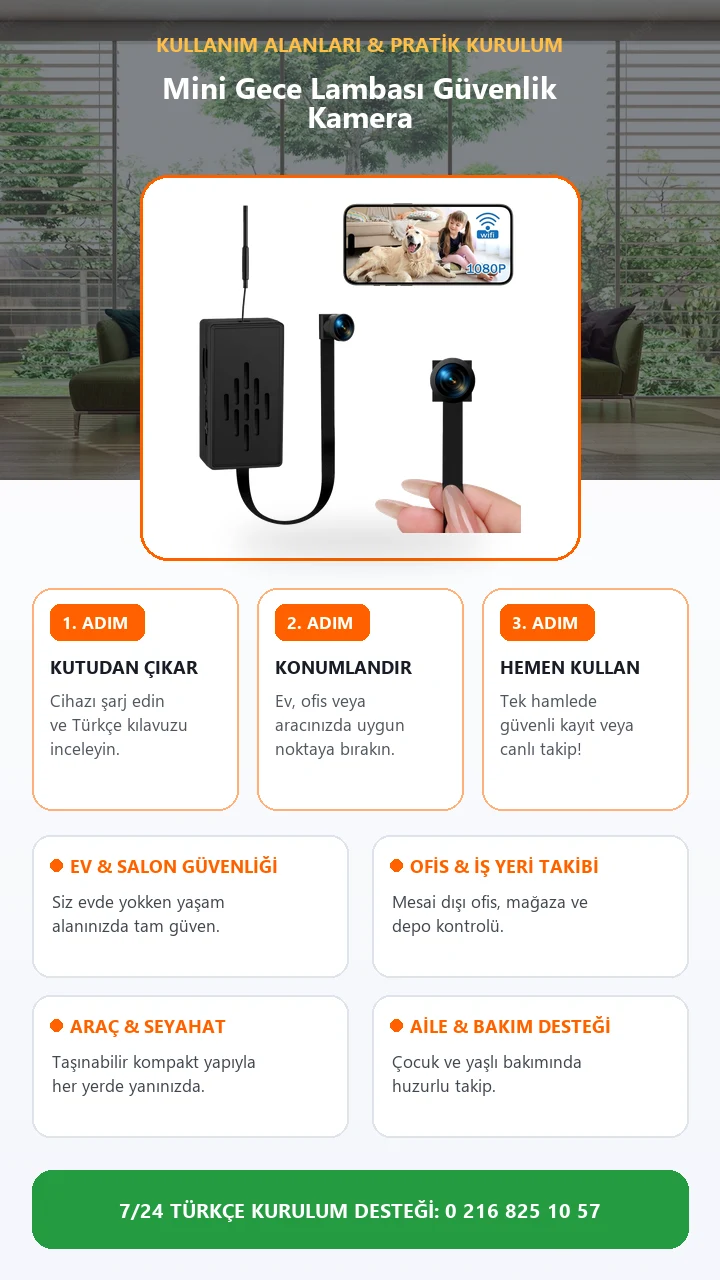 KULLANIM ALANLARI & PRATİK KURULUM
Mini Gece Lambası Güvenlik
Kamera
wifi
1080P
1. ADIM
KUTUDAN ÇIKAR
Cihazı şarj edin
ve Türkçe kılavuzu
inceleyin.
2. ADIM
KONUMLANDIR
Ev, ofis veya
aracınızda uygun
noktaya bırakın.
3. ADIM
HEMEN KULLAN
Tek hamlede
güvenli kayıt veya
canlı takip!
EV & SALON GÜVENLİĞİ
Siz evde yokken yaşam
alanınızda tam güven.
OFİS & İŞ YERİ TAKİBİ
Mesai dışı ofis, mağaza ve
depo kontrolü.
ARAÇ & SEYAHAT
Taşınabilir kompakt yapıyla
her yerde yanınızda.
AİLE & BAKIM DESTEĞİ
Çocuk ve yaşlı bakımında
huzurlu takip.
7/24 TÜRKÇE KURULUM DESTEĞİ: 0 216 825 10 57